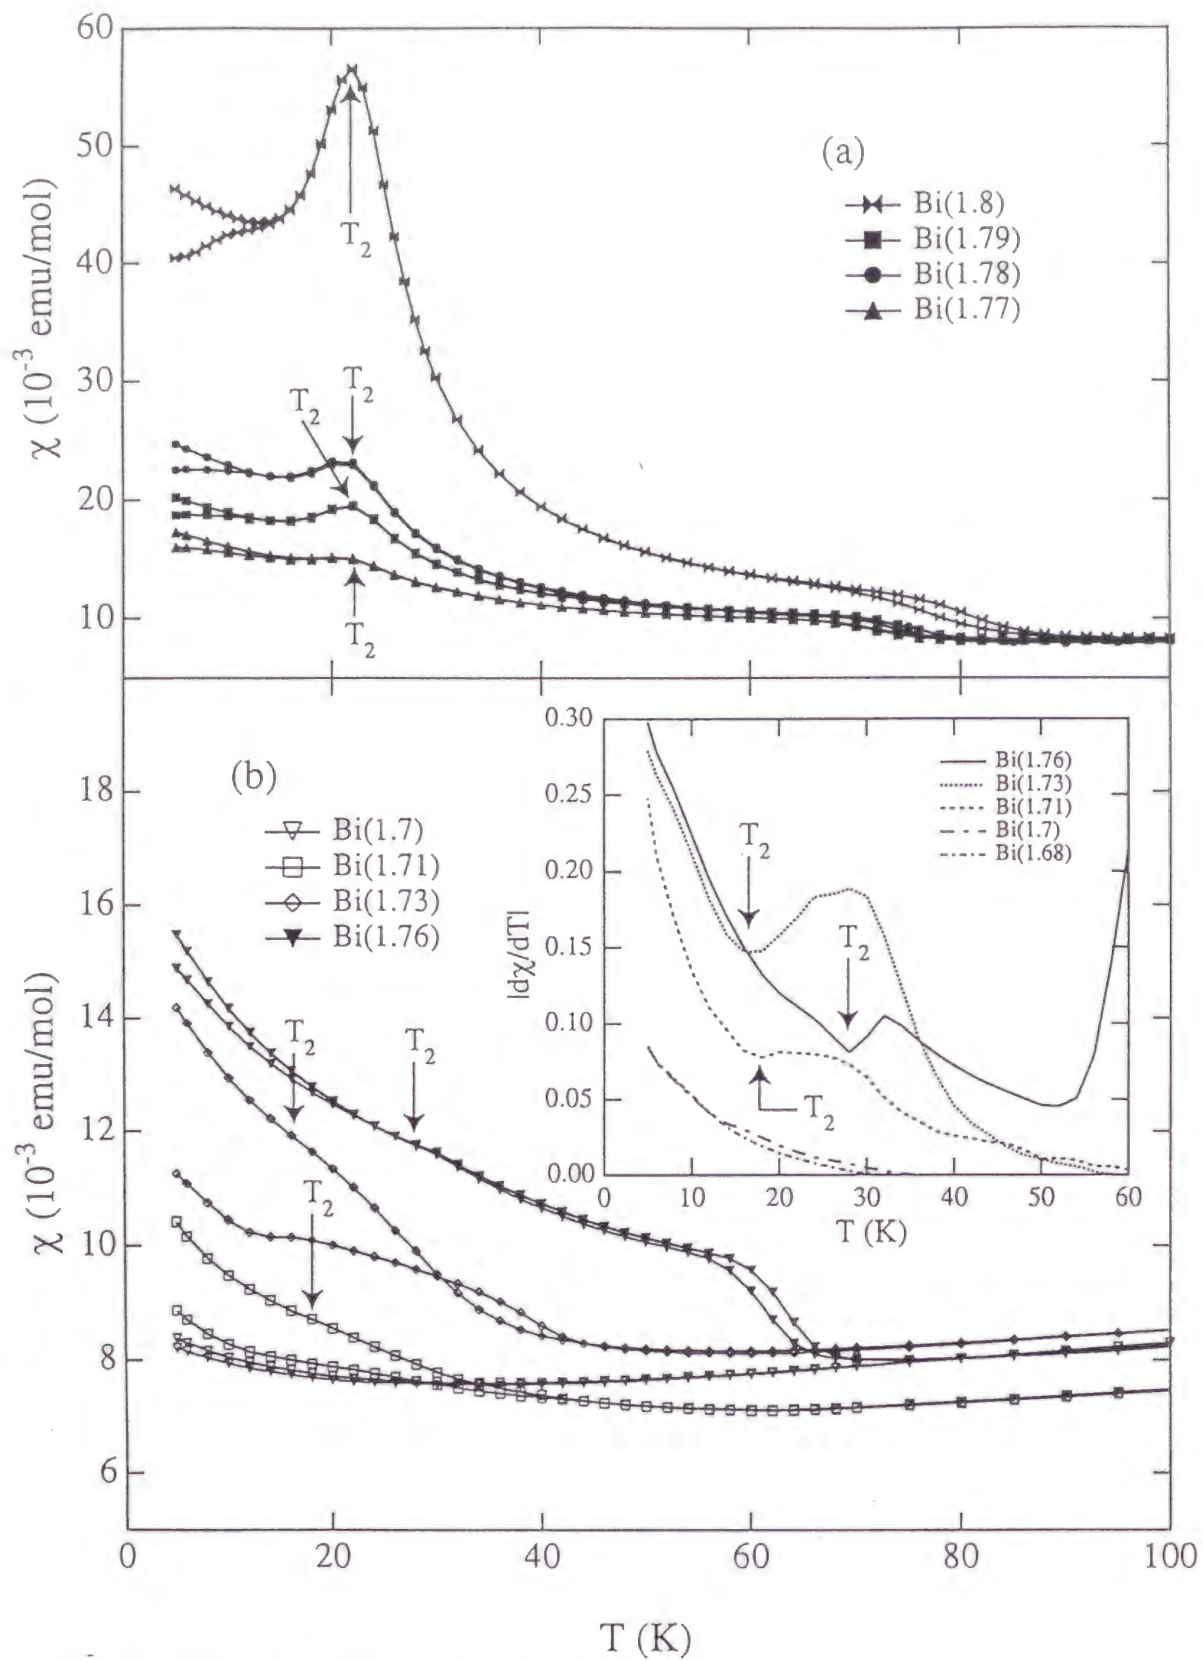 60
50
40
30
20
10
χ (10⁻³ emu/mol)
(a)
Bi(1.8)
Bi(1.79)
Bi(1.78)
Bi(1.77)
T₂
T₂
T₂
T₂
(b)
Bi(1.7)
Bi(1.71)
Bi(1.73)
Bi(1.76)
18
16
14
12
10
8
6
χ (10⁻³ emu/mol)
T₂
T₂
T₂
0.30
0.25
0.20
0.15
0.10
0.05
0.00
|dχ/dT|
Bi(1.76)
Bi(1.73)
Bi(1.71)
Bi(1.7)
Bi(1.68)
T₂
T₂
T₂
0 10 20 30 40 50 60
T (K)
0 20 40 60 80 100
T (K)